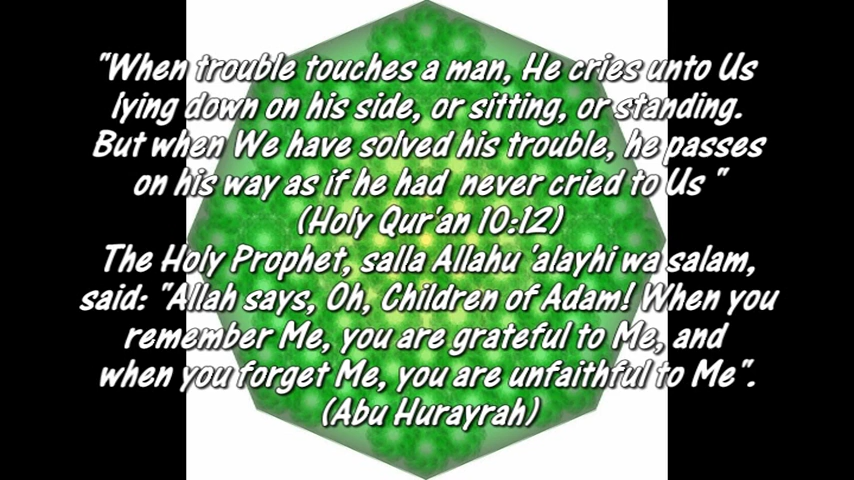 "When trouble touches a man, He cries unto Us
lying down on his side, or sitting, or standing.
But when We have solved his trouble, he passes
on his way as if he had never cried to Us "
(Holy Qur'an 10:12)
The Holy Prophet, salla Allahu 'alayhi wa salam,
said: "Allah says, Oh, Children of Adam! When you
remember Me, you are grateful to Me, and
when you forget Me, you are unfaithful to Me".
(Abu Hurayrah)